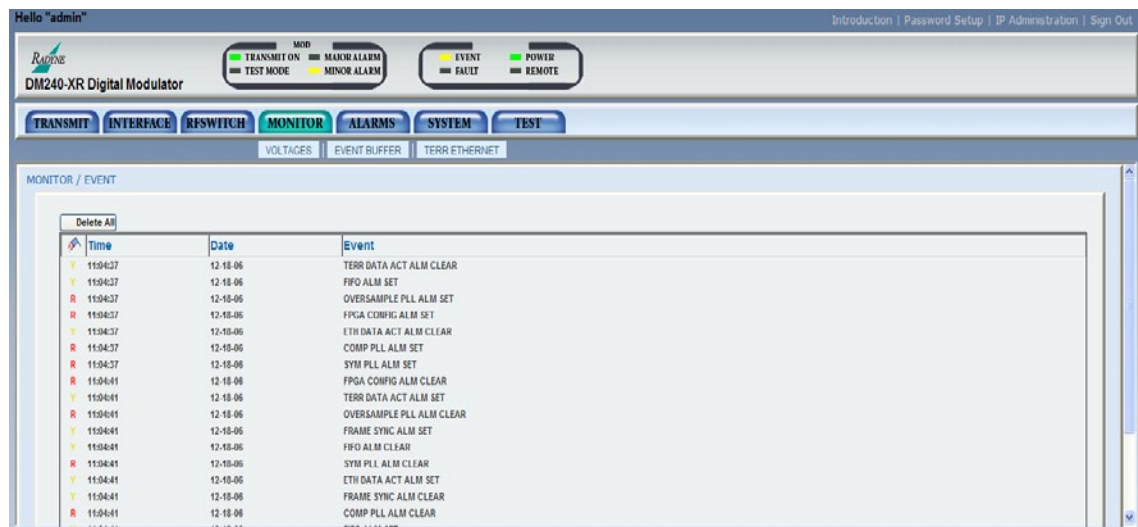 Hello "admin"
Introduction | Password Setup | IP Administration | Sign Out
RADYNE
DM240-XR Digital Modulator
MOD
TRANSMIT ON MAJOR ALARM
TEST MODE MINOR ALARM
EVENT POWER
FAULT REMOTE
TRANSMIT INTERFACE RFSWITCH MONITOR ALARMS SYSTEM TEST
VOLTAGES EVENT BUFFER TERR ETHERNET
MONITOR / EVENT
Delete All
Time Date Event
Y 11:04:37 12-18-06 TERR DATA ACT ALM CLEAR
Y 11:04:37 12-18-06 FIFO ALM SET
R 11:04:37 12-18-06 OVERSAMPLE PLL ALM SET
R 11:04:37 12-18-06 FPGA CONFIG ALM SET
Y 11:04:37 12-18-06 ETH DATA ACT ALM CLEAR
R 11:04:37 12-18-06 COMP PLL ALM SET
R 11:04:37 12-18-06 SYM PLL ALM SET
R 11:04:41 12-18-06 FPGA CONFIG ALM CLEAR
Y 11:04:41 12-18-06 TERR DATA ACT ALM SET
R 11:04:41 12-18-06 OVERSAMPLE PLL ALM CLEAR
Y 11:04:41 12-18-06 FRAME SYNC ALM SET
Y 11:04:41 12-18-06 FIFO ALM CLEAR
R 11:04:41 12-18-06 SYM PLL ALM CLEAR
Y 11:04:41 12-18-06 ETH DATA ACT ALM SET
Y 11:04:41 12-18-06 FRAME SYNC ALM CLEAR
R 11:04:41 12-18-06 COMP PLL ALM CLEAR